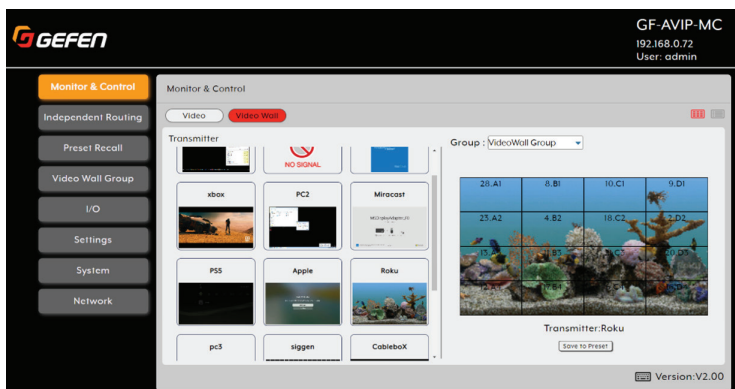 GEFEN
GF-AVIP-MC
192.168.0.72
User: admin
Monitor & Control
Independent Routing
Preset Recall
Video Wall Group
I/O
Settings
System
Network
Monitor & Control
Video
Video Wall
Transmitter
NO SIGNAL
xbox
PC2
Miracast
PS5
Apple
Roku
pc3
siggen
CableboX
Group : VideoWall Group
28.A1
8.B1
10.C1
9.D1
23.A2
4.B2
18.C2
2.D2
Transmitter:Roku
Save to Preset
Version:V2.00